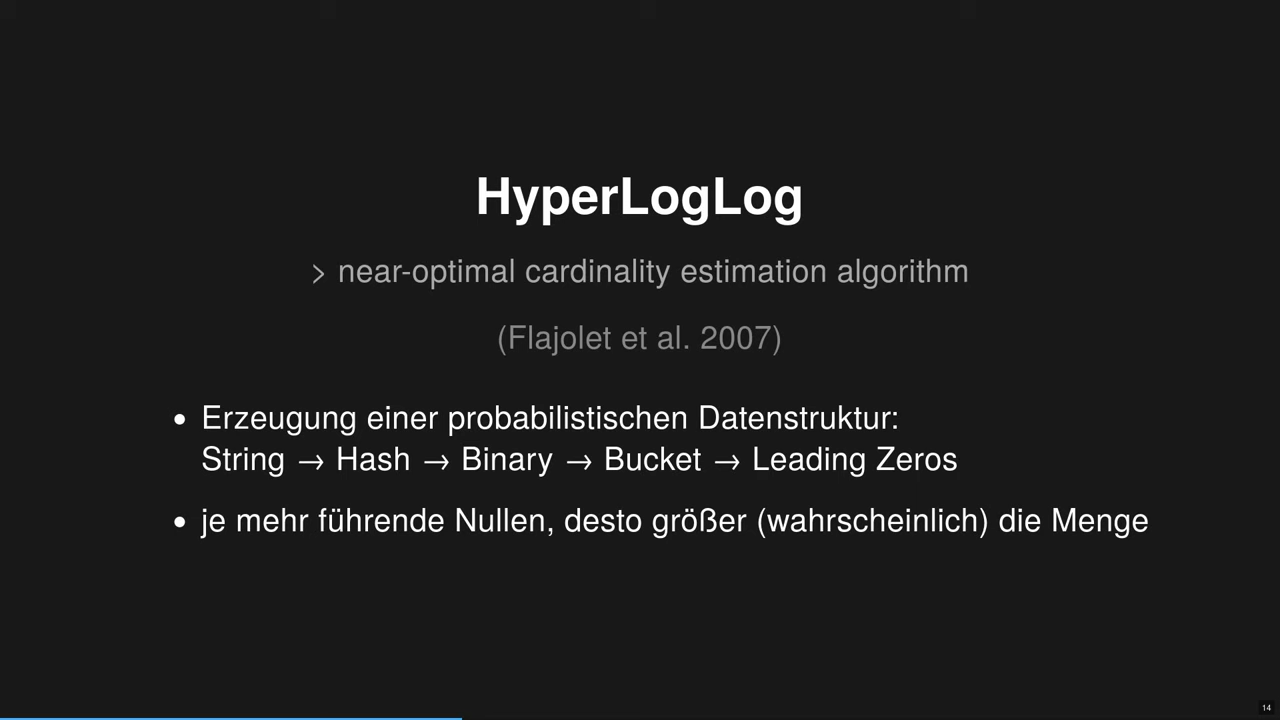 HyperLogLog
> near-optimal cardinality estimation algorithm
(Flajolet et al. 2007)
• Erzeugung einer probabilistischen Datenstruktur:
String → Hash → Binary → Bucket → Leading Zeros
• je mehr führende Nullen, desto größer (wahrscheinlich) die Menge
14